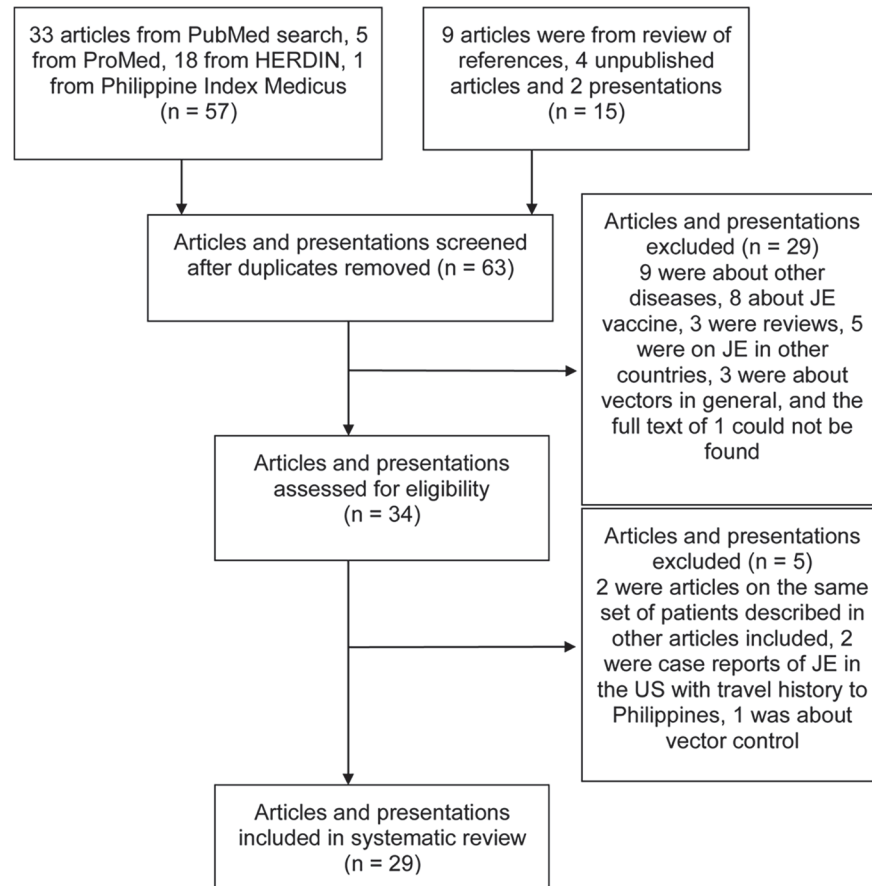 33 articles from PubMed search, 5
from ProMed, 18 from HERDIN, 1
from Philippine Index Medicus
(n = 57)
9 articles were from review of
references, 4 unpublished
articles and 2 presentations
(n = 15)
Articles and presentations screened
after duplicates removed (n = 63)
Articles and presentations
excluded (n = 29)
9 were about other
diseases, 8 about JE
vaccine, 3 were reviews, 5
were on JE in other
countries, 3 were about
vectors in general, and the
full text of 1 could not be
found
Articles and presentations
assessed for eligibility
(n = 34)
Articles and presentations
excluded (n = 5)
2 were articles on the same
set of patients described in
other articles included, 2
were case reports of JE in
the US with travel history to
Philippines, 1 was about
vector control
Articles and presentations
included in systematic review
(n = 29)